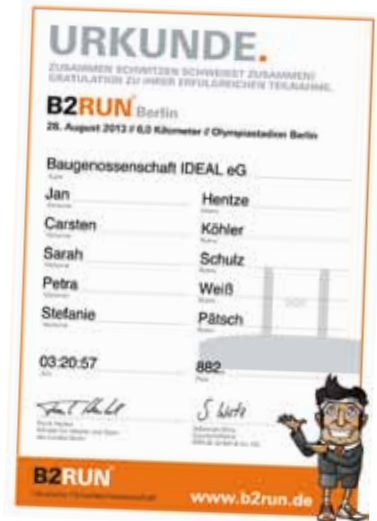 URKUNDE.
ZUSAMMEN SCHWITZEN SCHWEISST ZUSAMMEN!
GRATULATION ZU IHRER ERFOLGREICHEN TEILNAHME.
B2RUN Berlin
28. August 2013 // 6,0 Kilometer // Olympiastadion Berlin
Baugenossenschaft IDEAL eG
Jan Hentze
Carsten Köhler
Sarah Schulz
Petra Weiß
Stefanie Pätsch
03:20:57 882.
B2RUN
www.b2run.de